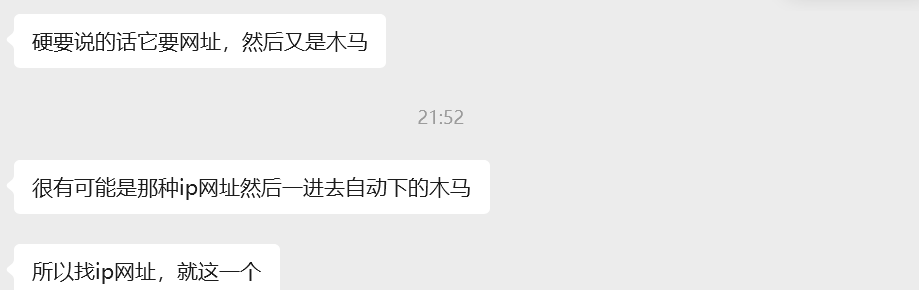 硬要说的话它要网址，然后又是木马
21:52
很有可能是那种ip网址然后一进去自动下的木马
所以找ip网址，就这一个